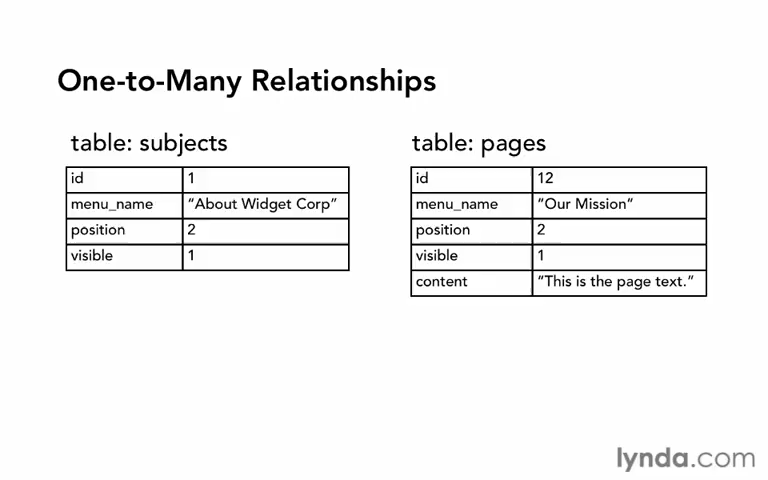 One-to-Many Relationships
table: subjects
id 1
menu_name “About Widget Corp”
position 2
visible 1
table: pages
id 12
menu_name “Our Mission”
position 2
visible 1
content “This is the page text.”
lynda.com